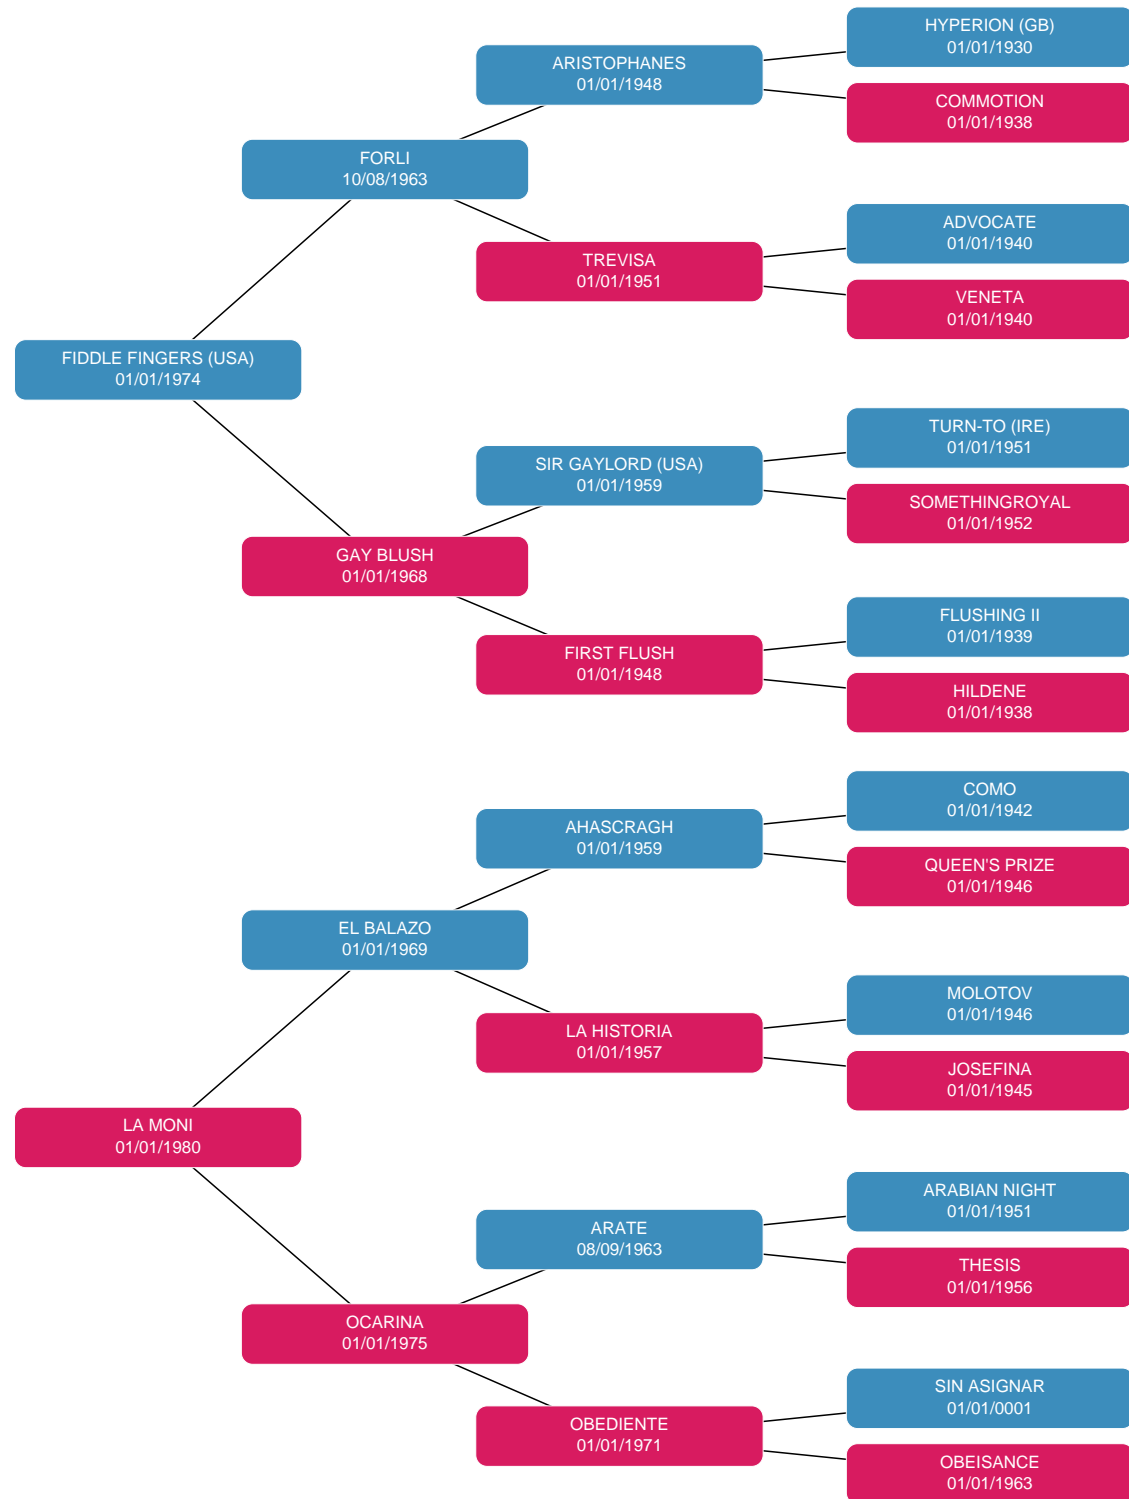 HYPERION (GB)
01/01/1930
ARISTOPHANES
01/01/1948
COMMOTION
01/01/1938
FORLI
10/08/1963
ADVOCATE
01/01/1940
TREVISA
01/01/1951
VENETA
01/01/1940
FIDDLE FINGERS (USA)
01/01/1974
TURN-TO (IRE)
01/01/1951
SIR GAYLORD (USA)
01/01/1959
SOMETHINGROYAL
01/01/1952
GAY BLUSH
01/01/1968
FLUSHING II
01/01/1939
FIRST FLUSH
01/01/1948
HILDENE
01/01/1938
COMO
01/01/1942
AHASCRAGH
01/01/1959
QUEEN'S PRIZE
01/01/1946
EL BALAZO
01/01/1969
MOLOTOV
01/01/1946
LA HISTORIA
01/01/1957
JOSEFINA
01/01/1945
LA MONI
01/01/1980
ARABIAN NIGHT
01/01/1951
ARATE
08/09/1963
THESIS
01/01/1956
OCARINA
01/01/1975
SIN ASIGNAR
01/01/0001
OBEDIENTE
01/01/1971
OBEISANCE
01/01/1963